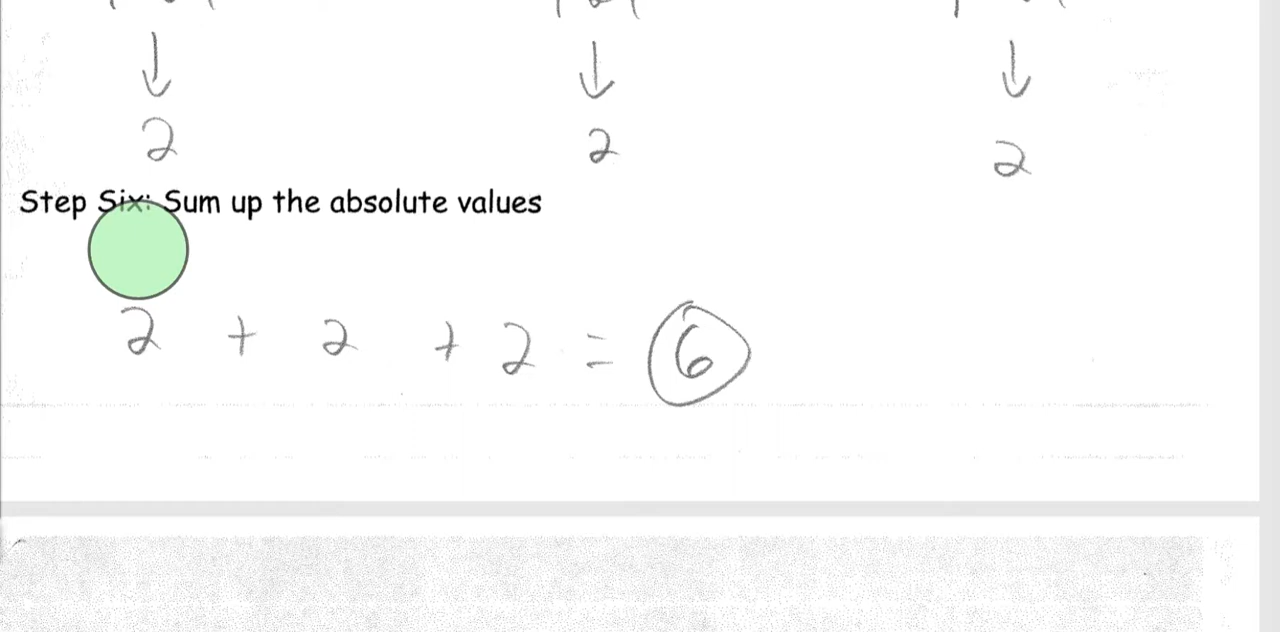 ↓ ↓ ↓
2 2 2
Step Six: Sum up the absolute values
2 + 2 + 2 = 6